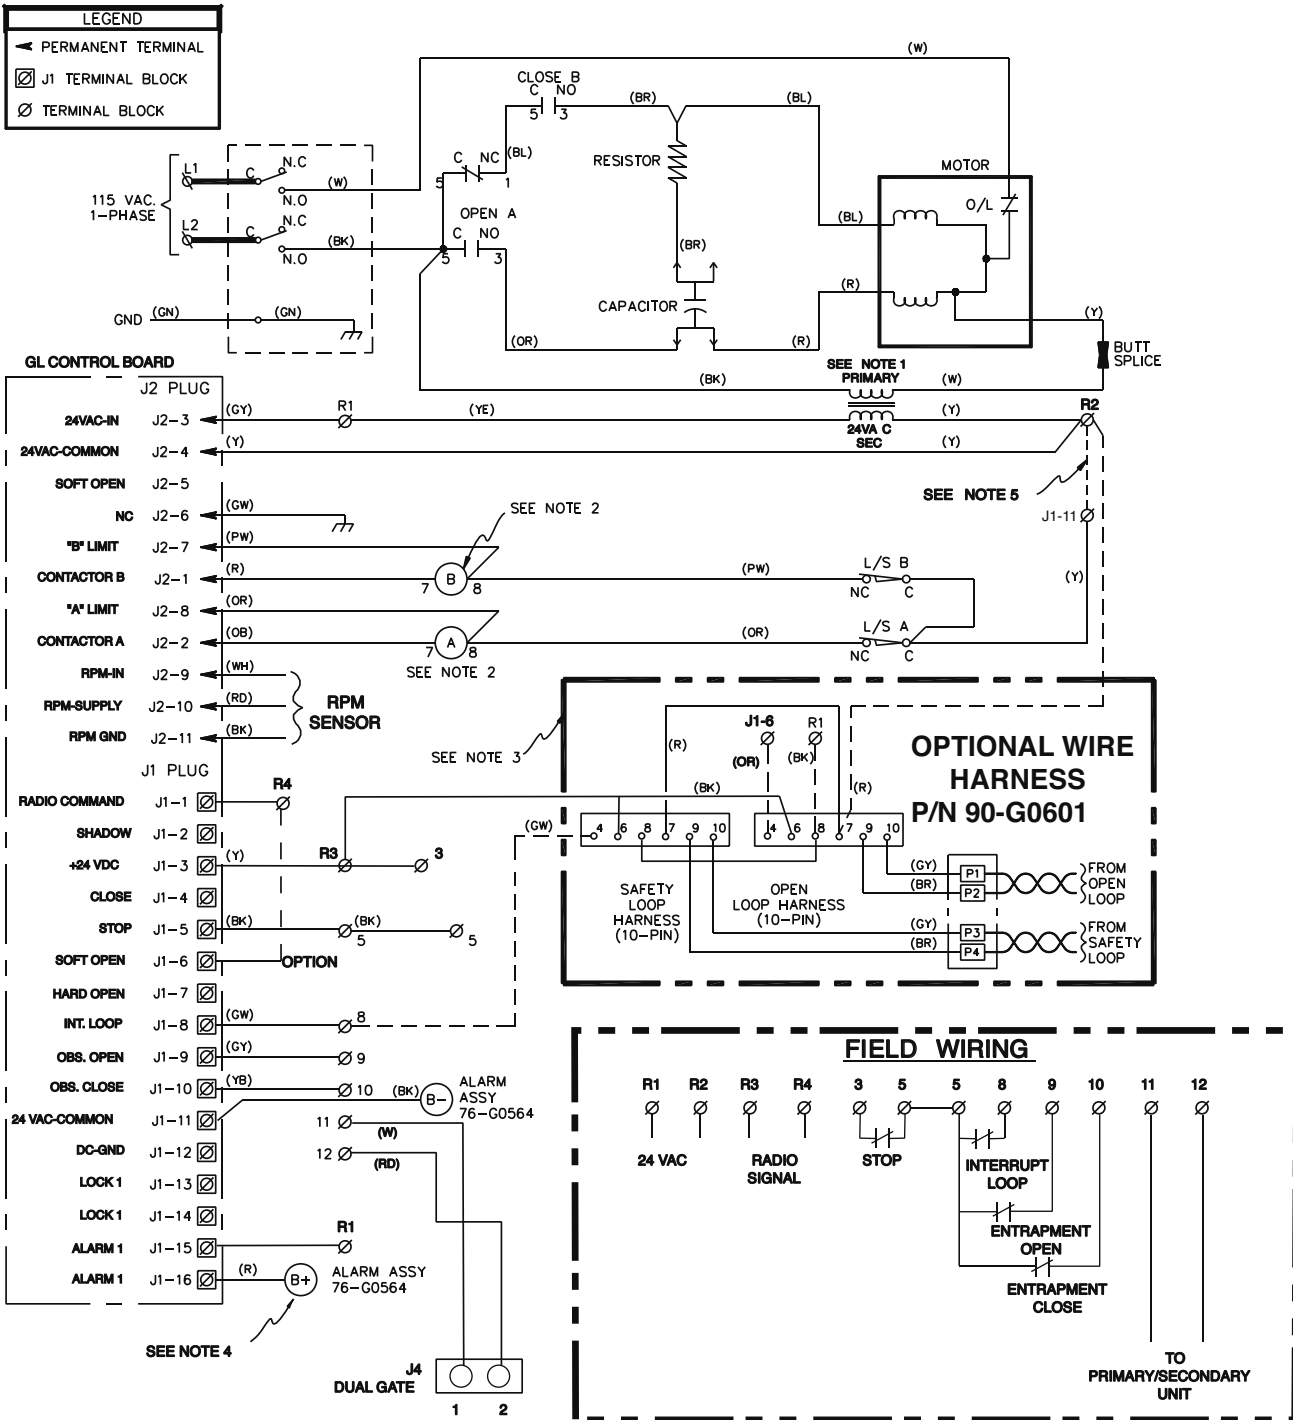 LEGEND
PERMANENT TERMINAL
J1 TERMINAL BLOCK
TERMINAL BLOCK
(W)
CLOSE B
C NO
5 3
(BR)
(BL)
RESISTOR
C NC
(BL)
5 1
OPEN A
C NO
5 3
(BR)
CAPACITOR
(OR)
(R)
MOTOR
O/L
(BL)
(R)
(Y)
BUTT
SPLICE
115 VAC.
1-PHASE
L1
C
N.C
N.O
(W)
L2
C
N.C
N.O
(BK)
GND
(GN)
(GN)
(BK)
SEE NOTE 1
PRIMARY
(W)
24VA C
SEC
(Y)
(Y)
R2
SEE NOTE 5
J1-11
(Y)
GL CONTROL BOARD
J2 PLUG
24VAC-IN J2-3 (GY) R1 (YE)
24VAC-COMMON J2-4 (Y)
SOFT OPEN J2-5
NC J2-6 (GW)
SEE NOTE 2
"B" LIMIT J2-7 (PW)
CONTACTOR B J2-1 (R) 7 B 8 (PW) L/S B NC C
"A" LIMIT J2-8 (OR)
CONTACTOR A J2-2 (OB) 7 A 8 (OR) L/S A NC C
SEE NOTE 2
RPM-IN J2-9 (WH)
RPM-SUPPLY J2-10 (RD)
RPM GND J2-11 (BK)
RPM
SENSOR
SEE NOTE 3
J1 PLUG
RADIO COMMAND J1-1 R4
SHADOW J1-2
+24 VDC J1-3 (Y) R3 3
CLOSE J1-4
STOP J1-5 (BK) 5 (BK) 5
SOFT OPEN J1-6 OPTION
HARD OPEN J1-7
INT. LOOP J1-8 (GW) 8
OBS. OPEN J1-9 (GY) 9
OBS. CLOSE J1-10 (YB) 10
24 VAC-COMMON J1-11 (BK) B- ALARM
ASSY
76-G0564
DC-GND J1-12
LOCK 1 J1-13
LOCK 1 J1-14
ALARM 1 J1-15 R1
ALARM 1 J1-16 (R) B+ ALARM ASSY
76-G0564
SEE NOTE 4
11 (W)
12 (RD)
J4
DUAL GATE
1 2
OPTIONAL WIRE
HARNESS
P/N 90-G0601
J1-6
R1
(R)
(OR)
(BK)
(BK)
(R)
(GW)
4 6 8 7 9 10
4 6 8 7 9 10
SAFETY
LOOP
HARNESS
(10-PIN)
OPEN
LOOP HARNESS
(10-PIN)
(GY) P1
(BR) P2
FROM
OPEN
LOOP
(GY) P3
(BR) P4
FROM
SAFETY
LOOP
FIELD WIRING
R1 R2 R3 R4 3 5 5 8 9 10 11 12
24 VAC
RADIO
SIGNAL
STOP
INTERRUPT
LOOP
ENTRAPMENT
OPEN
ENTRAPMENT
CLOSE
TO
PRIMARY/SECONDARY
UNIT